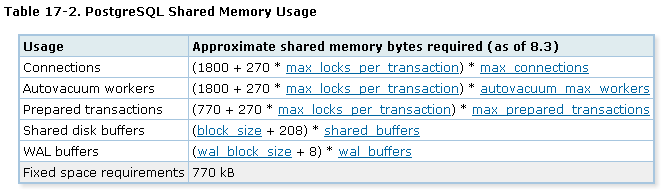 Table 17-2. PostgreSQL Shared Memory Usage
Usage Approximate shared memory bytes required (as of 8.3)
Connections (1800 + 270 * max_locks_per_transaction) * max_connections
Autovacuum workers (1800 + 270 * max_locks_per_transaction) * autovacuum_max_workers
Prepared transactions (770 + 270 * max_locks_per_transaction) * max_prepared_transactions
Shared disk buffers (block_size + 208) * shared_buffers
WAL buffers (wal_block_size + 8) * wal_buffers
Fixed space requirements 770 kB